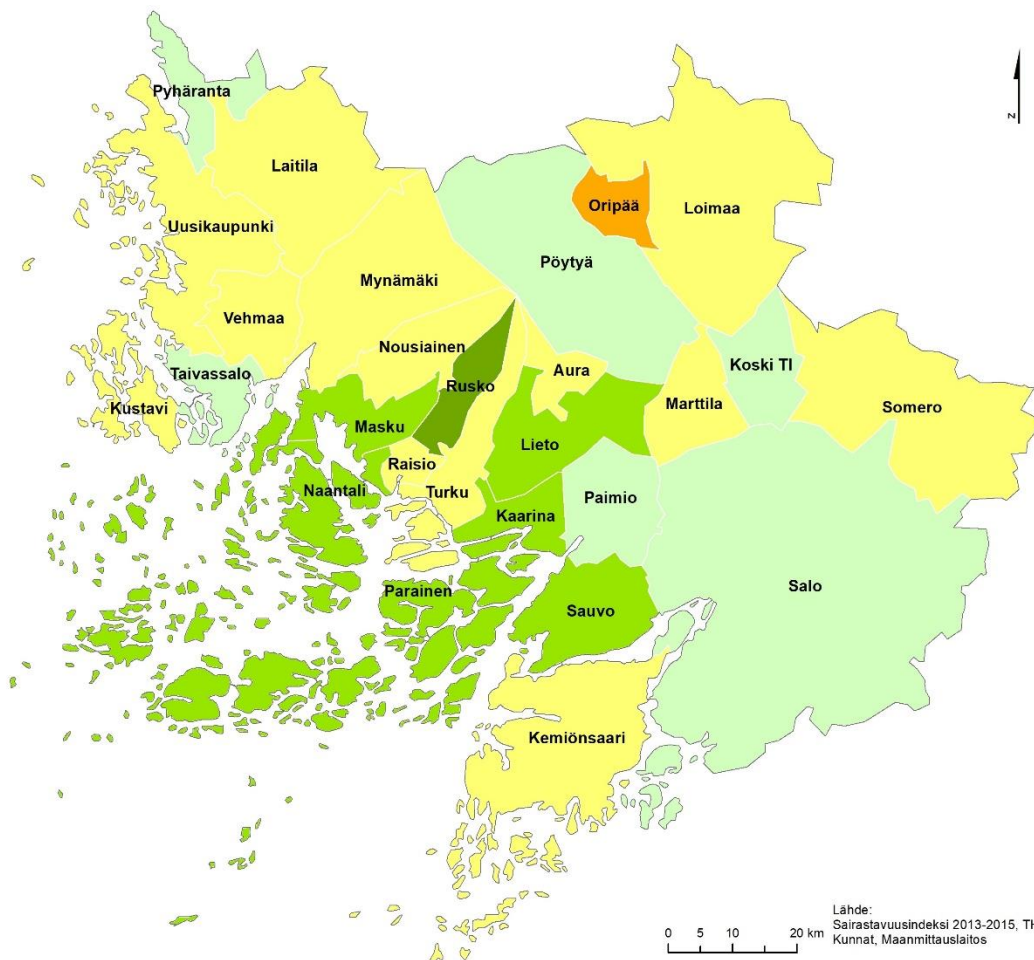 Pyhäranta
Laitila
Oripää
Loimaa
Uusikaupunki
Pöytyä
Mynämäki
Vehmaa
Nousiainen
Koski Tl
Taivassalo
Aura
Rusko
Kustavi
Marttila
Somero
Masku
Lieto
Raisio
Naantali
Turku
Paimio
Kaarina
Salo
Parainen
Sauvo
Kemiönsaari
N
0 5 10 20 km
Lähde:
Sairastavuusindeksi 2013-2015,
Kunnat, Maanmittauslaitos